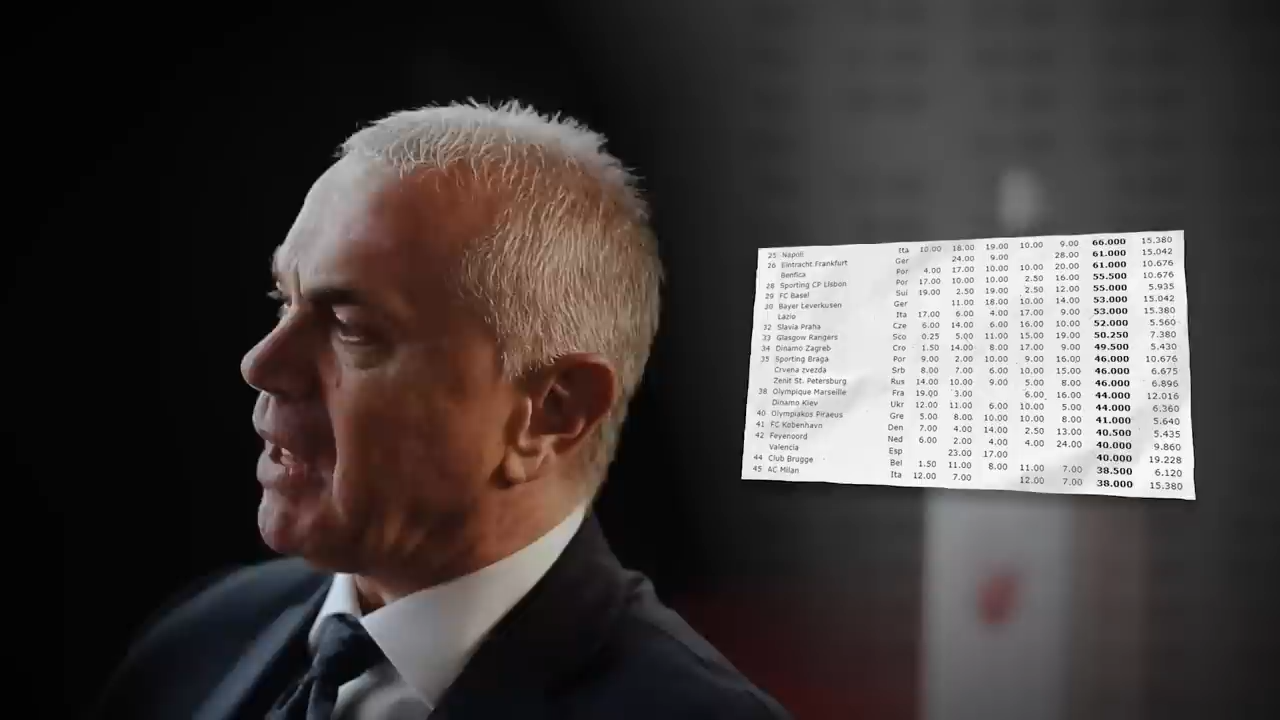 25 Napoli Ita 10.00 18.00 19.00 10.00 9.00 66.000 15.380
26 Eintracht Frankfurt Ger 24.00 9.00 28.00 61.000 15.042
Benfica Por 4.00 17.00 10.00 10.00 20.00 61.000 10.676
28 Sporting CP Lisbon Por 17.00 10.00 10.00 2.50 16.00 55.500 10.676
29 FC Basel Sui 19.00 2.50 19.00 2.50 12.00 55.000 5.935
30 Bayer Leverkusen Ger 11.00 18.00 10.00 14.00 53.000 15.042
Lazio Ita 17.00 6.00 4.00 17.00 9.00 53.000 15.380
32 Slavia Praha Cze 6.00 14.00 6.00 16.00 10.00 52.000 5.560
33 Glasgow Rangers Sco 0.25 5.00 11.00 15.00 19.00 50.250 7.380
34 Dinamo Zagreb Cro 1.50 14.00 8.00 17.00 9.00 49.500 5.430
35 Sporting Braga Por 9.00 2.00 10.00 9.00 16.00 46.000 10.676
Crvena zvezda Srb 8.00 7.00 6.00 10.00 15.00 46.000 6.675
Zenit St. Petersburg Rus 14.00 10.00 9.00 5.00 8.00 46.000 6.896
38 Olympique Marseille Fra 19.00 3.00 6.00 16.00 44.000 12.016
Dinamo Kiev Ukr 12.00 11.00 6.00 10.00 5.00 44.000 6.360
40 Olympiakos Piraeus Gre 5.00 8.00 10.00 10.00 8.00 41.000 5.640
41 FC København Den 7.00 4.00 14.00 2.50 13.00 40.500 5.435
42 Feyenoord Ned 6.00 2.00 4.00 4.00 24.00 40.000 9.860
Valencia Esp 23.00 17.00 40.000 19.228
44 Club Brugge Bel 1.50 11.00 8.00 11.00 7.00 38.500 6.120
45 AC Milan Ita 12.00 7.00 12.00 7.00 38.000 15.380